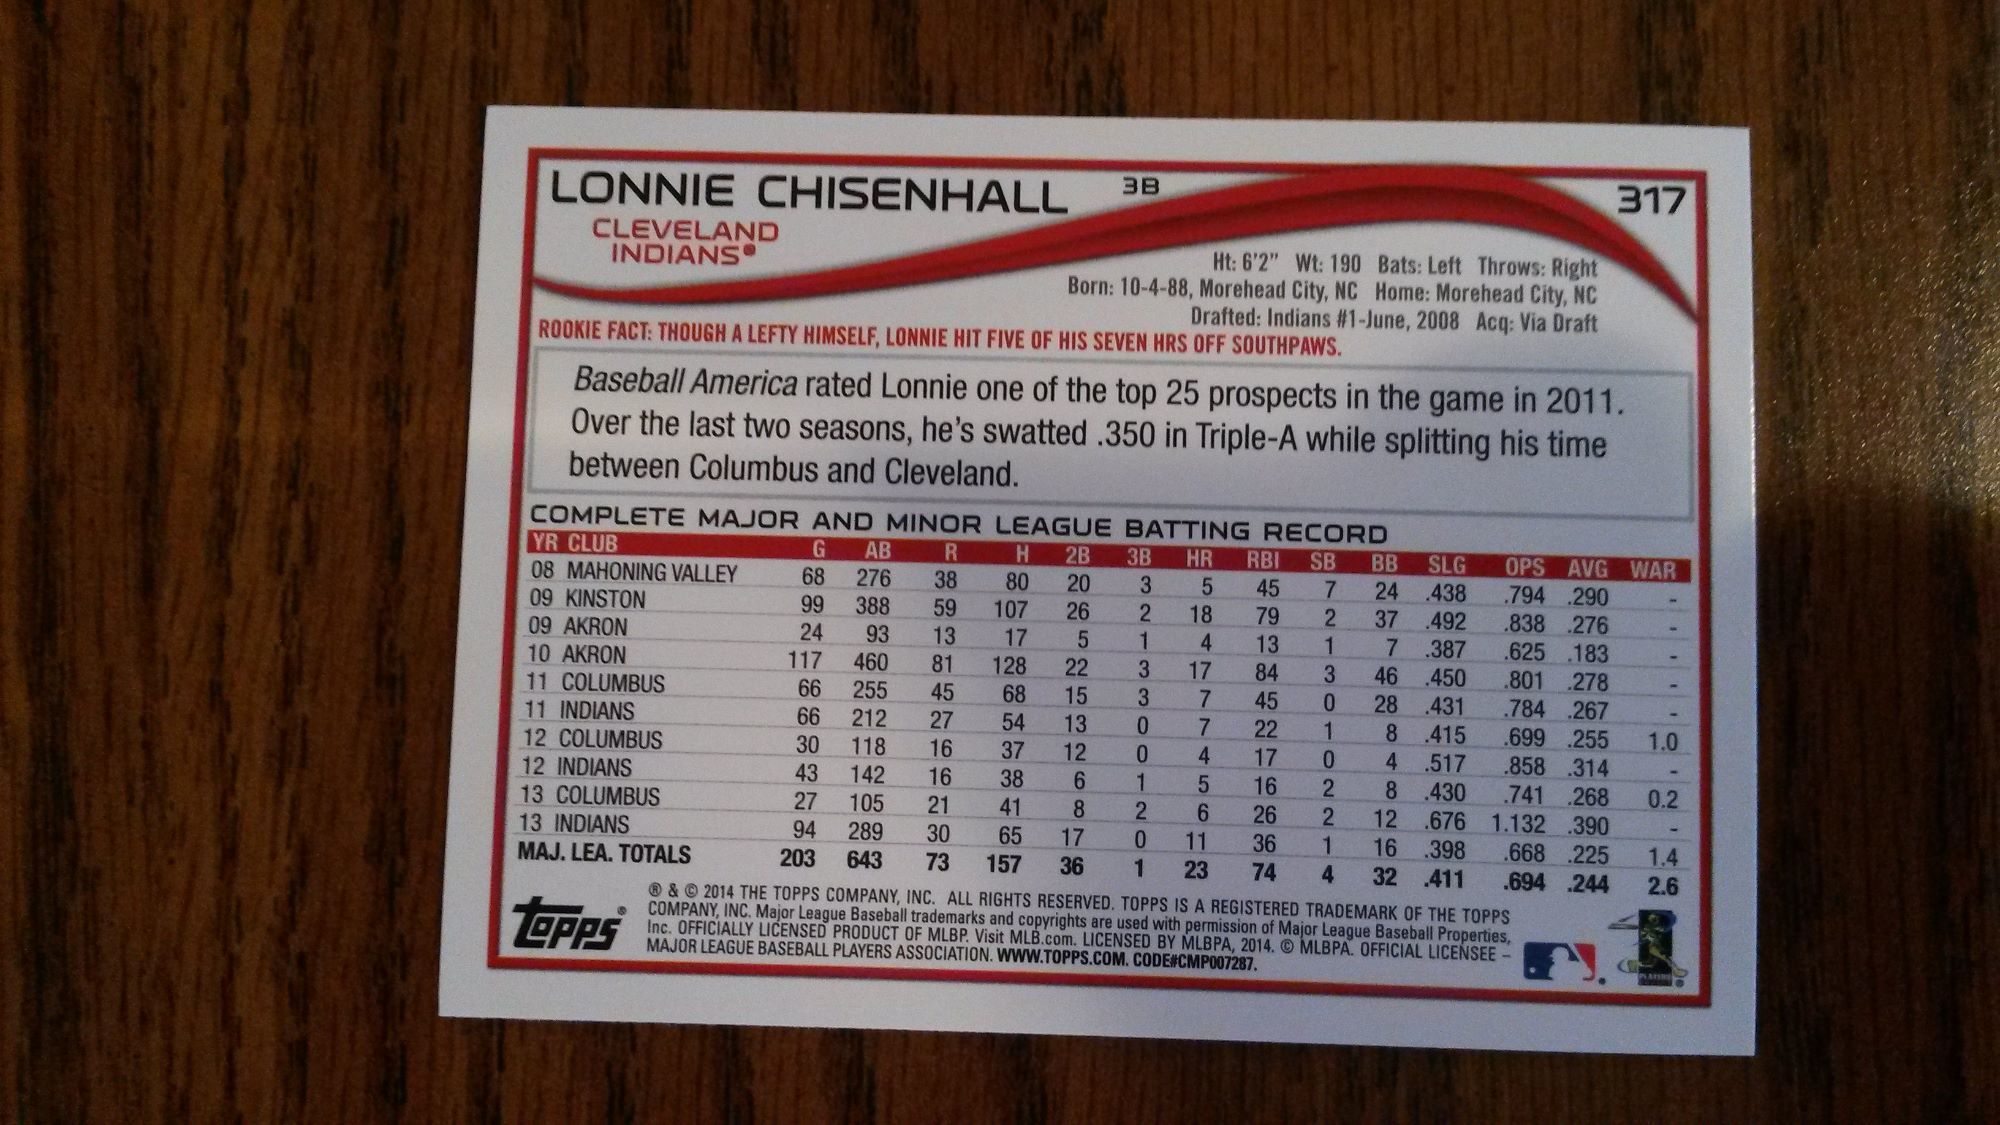 LONNIE CHISENHALL 3B 317
CLEVELAND
INDIANS®
Ht: 6'2" Wt: 190 Bats: Left Throws: Right
Born: 10-4-88, Morehead City, NC Home: Morehead City, NC
Drafted: Indians #1-June, 2008 Acq: Via Draft
ROOKIE FACT: THOUGH A LEFTY HIMSELF, LONNIE HIT FIVE OF HIS SEVEN HRS OFF SOUTHPAWS.
Baseball America rated Lonnie one of the top 25 prospects in the game in 2011.
Over the last two seasons, he's swatted .350 in Triple-A while splitting his time
between Columbus and Cleveland.
COMPLETE MAJOR AND MINOR LEAGUE BATTING RECORD
YR CLUB G AB R H 2B 3B HR RBI SB BB SLG OPS AVG WAR
08 MAHONING VALLEY 68 276 38 80 20 3 5 45 7 24 .438 .794 .290 -
09 KINSTON 99 388 59 107 26 2 18 79 2 37 .492 .838 .276 -
09 AKRON 24 93 13 17 5 1 4 13 1 7 .387 .625 .183 -
10 AKRON 117 460 81 128 22 3 17 84 3 46 .450 .801 .278 -
11 COLUMBUS 66 255 45 68 15 3 7 45 0 28 .431 .784 .267 -
11 INDIANS 66 212 27 54 13 0 7 22 1 8 .415 .699 .255 1.0
12 COLUMBUS 30 118 16 37 12 0 4 17 0 4 .517 .858 .314 -
12 INDIANS 43 142 16 38 6 1 5 16 2 8 .430 .741 .268 0.2
13 COLUMBUS 27 105 21 41 8 2 6 26 2 12 .676 1.132 .390 -
13 INDIANS 94 289 30 65 17 0 11 36 1 16 .398 .668 .225 1.4
MAJ. LEA. TOTALS 203 643 73 157 36 1 23 74 4 32 .411 .694 .244 2.6
Topps®
® & © 2014 THE TOPPS COMPANY, INC. ALL RIGHTS RESERVED. TOPPS IS A REGISTERED TRADEMARK OF THE TOPPS
COMPANY, INC. Major League Baseball trademarks and copyrights are used with permission of Major League Baseball Properties,
Inc. OFFICIALLY LICENSED PRODUCT OF MLBP. Visit MLB.com. LICENSED BY MLBPA, 2014. © MLBPA. OFFICIAL LICENSEE –
MAJOR LEAGUE BASEBALL PLAYERS ASSOCIATION. WWW.TOPPS.COM. CODE#CMP007287.